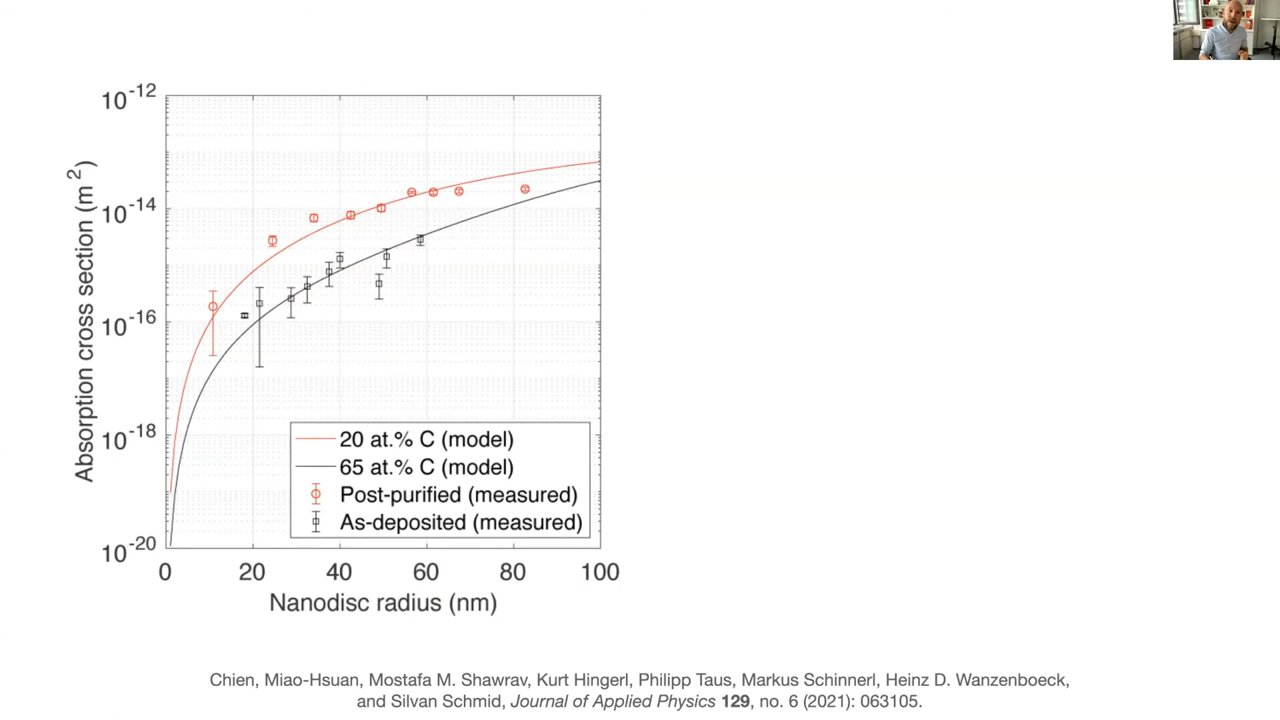 10-12
10-14
10-16
10-18
10-20
Absorption cross section (m2)
20 at.% C (model)
65 at.% C (model)
Post-purified (measured)
As-deposited (measured)
0 20 40 60 80 100
Nanodisc radius (nm)
Chien, Miao-Hsuan, Mostafa M. Shawrav, Kurt Hingerl, Philipp Taus, Markus Schinnerl, Heinz D. Wanzenboeck,
and Silvan Schmid, Journal of Applied Physics 129, no. 6 (2021): 063105.